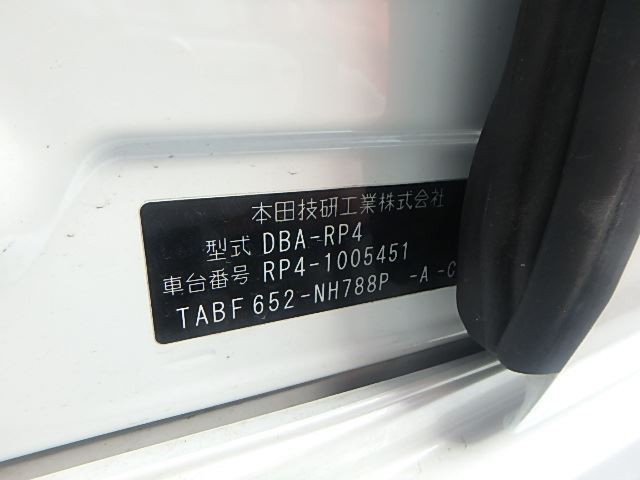 本田技研工業株式会社
型式 DBA-RP4
車台番号 RP4-1005451
TABF 652-NH788P -A -C